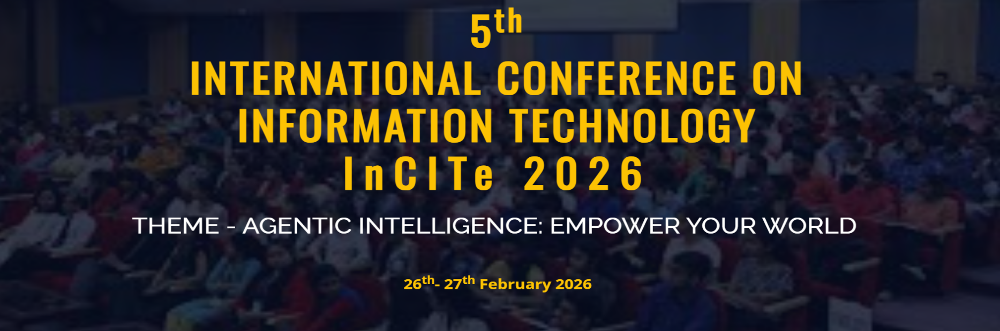 5th
INTERNATIONAL CONFERENCE ON
INFORMATION TECHNOLOGY
InCITe 2026
THEME - AGENTIC INTELLIGENCE: EMPOWER YOUR WORLD
26th- 27th February 2026